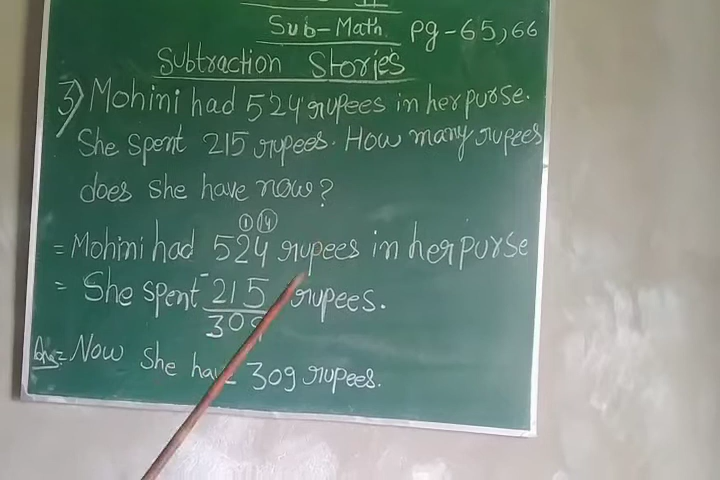 Sub-Math pg-65,66
Subtraction Stories
3) Mohini had 524 rupees in her purse.
She spent 215 rupees. How many rupees
does she have now?
① ⑭
= Mohini had 524 rupees in her purse
= She spent - 215 rupees.
309
Ans= Now she have 309 rupees.